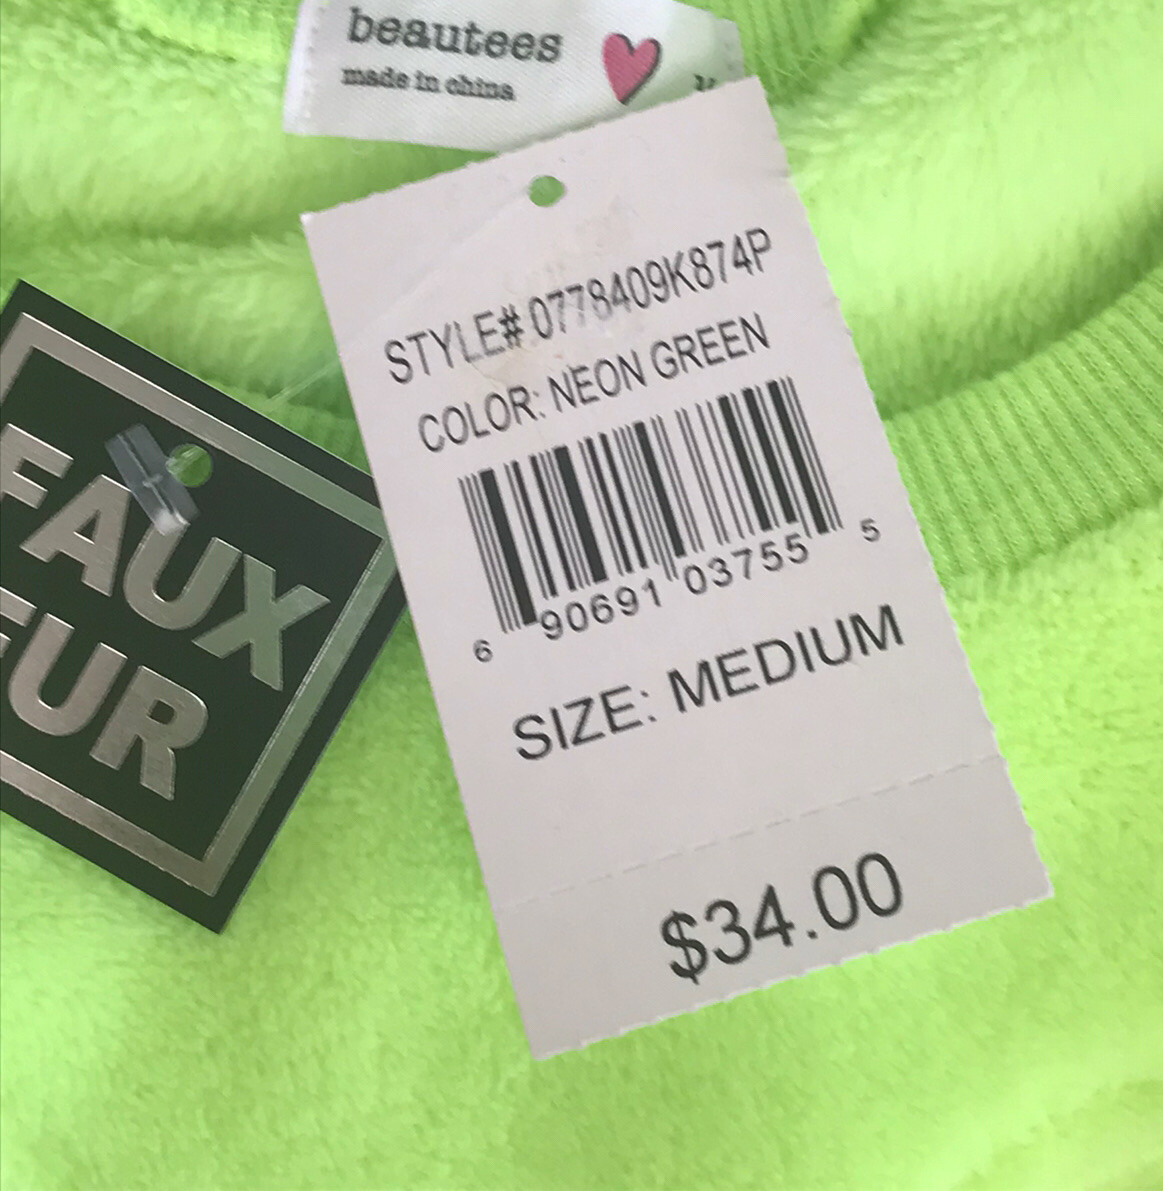 beautees
made in china
STYLE# 0778409K874P
COLOR: NEON GREEN
6 90691 03755 5
SIZE: MEDIUM
$34.00
FAUX
FUR